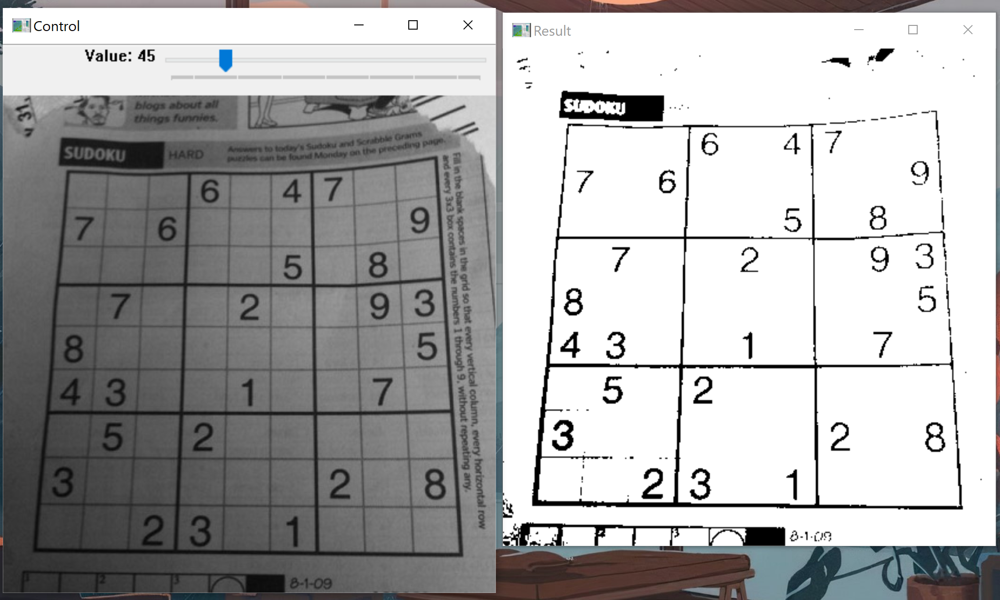 Control
Value: 45
31,
blogs about all
things funnies.
SUDOKU HARD Answers to today's Sudoku and Scrabble Grams
puzzles can be found Monday on the preceding page.
6 4 7
7 6 9
5 8
7 2 9 3
8 5
4 3 1 7
5 2
3 2 8
2 3 1
Fill in the blank spaces in the grid so that every vertical column, every horizontal row
and every 3x3 box contains the numbers 1 through 9, without repeating any.
1 2 3 8-1-09
Result
SUDOKU
6 4 7
7 6 9
5 8
7 2 9 3
8 5
4 3 1 7
5 2
3 2 8
2 3 1
2 3 8-1-09